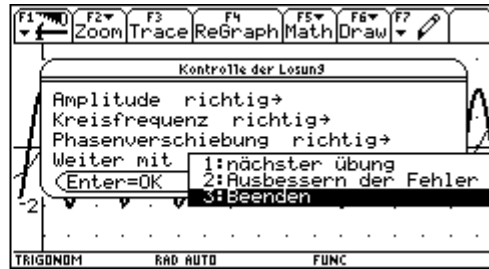 F1 F2 F3 F4 F5 F6 F7
Zoom Trace ReGraph Math Draw
Kontrolle der Losung
Amplitude richtig→
Kreisfrequenz richtig→
Phasenverschiebung richtig→
Weiter mit
1:nächster übung
2:Ausbessern der Fehler
3:Beenden
Enter=OK
-2
TRIGONOM RAD AUTO FUNC